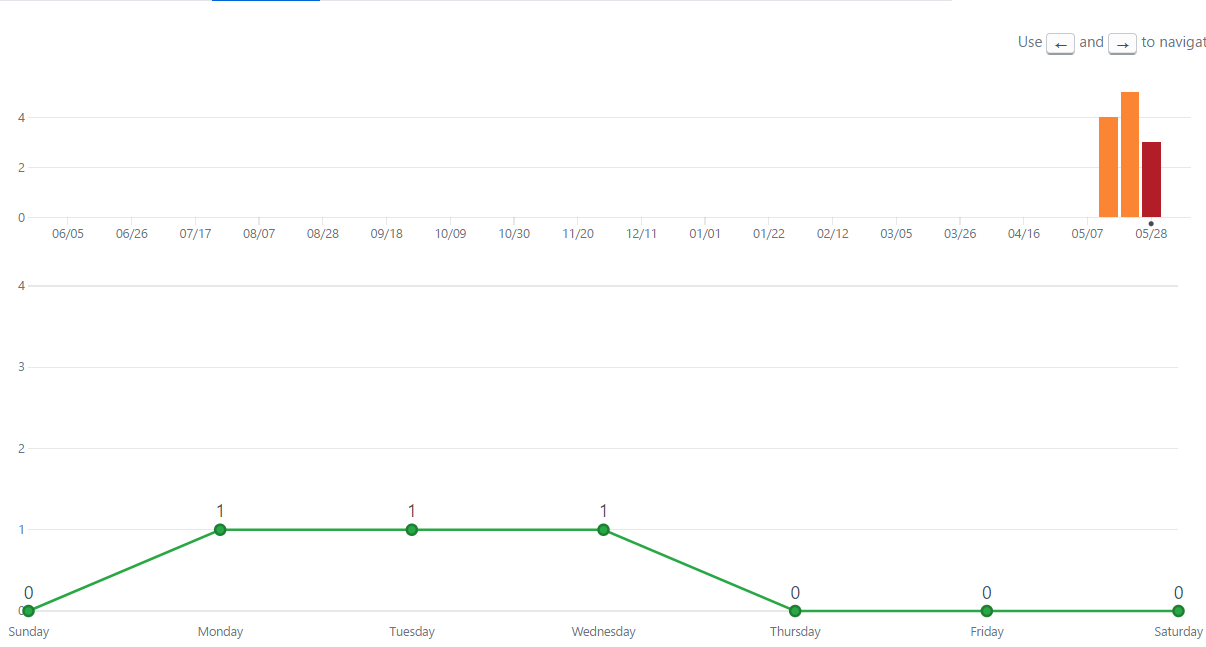 Use ← and → to navigat
4
2
0
06/05 06/26 07/17 08/07 08/28 09/18 10/09 10/30 11/20 12/11 01/01 01/22 02/12 03/05 03/26 04/16 05/07 05/28
4
3
2
1 1 1
1
0 0 0 0
0
Sunday Monday Tuesday Wednesday Thursday Friday Saturday